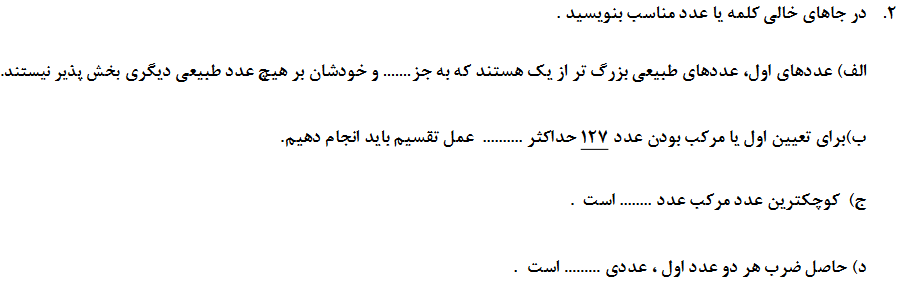 ۲. در جاهای خالی کلمه یا عدد مناسب بنویسید .
الف) عددهای اول، عددهای طبیعی بزرگ تر از یک هستند که به جز....... و خودشان بر هیچ عدد طبیعی دیگری بخش پذیر نیستند.
ب)برای تعیین اول یا مرکب بودن عدد ۱۲۷ حداکثر .......... عمل تقسیم باید انجام دهیم.
ج) کوچکترین عدد مرکب عدد ........ است .
د) حاصل ضرب هر دو عدد اول ، عددی ......... است .